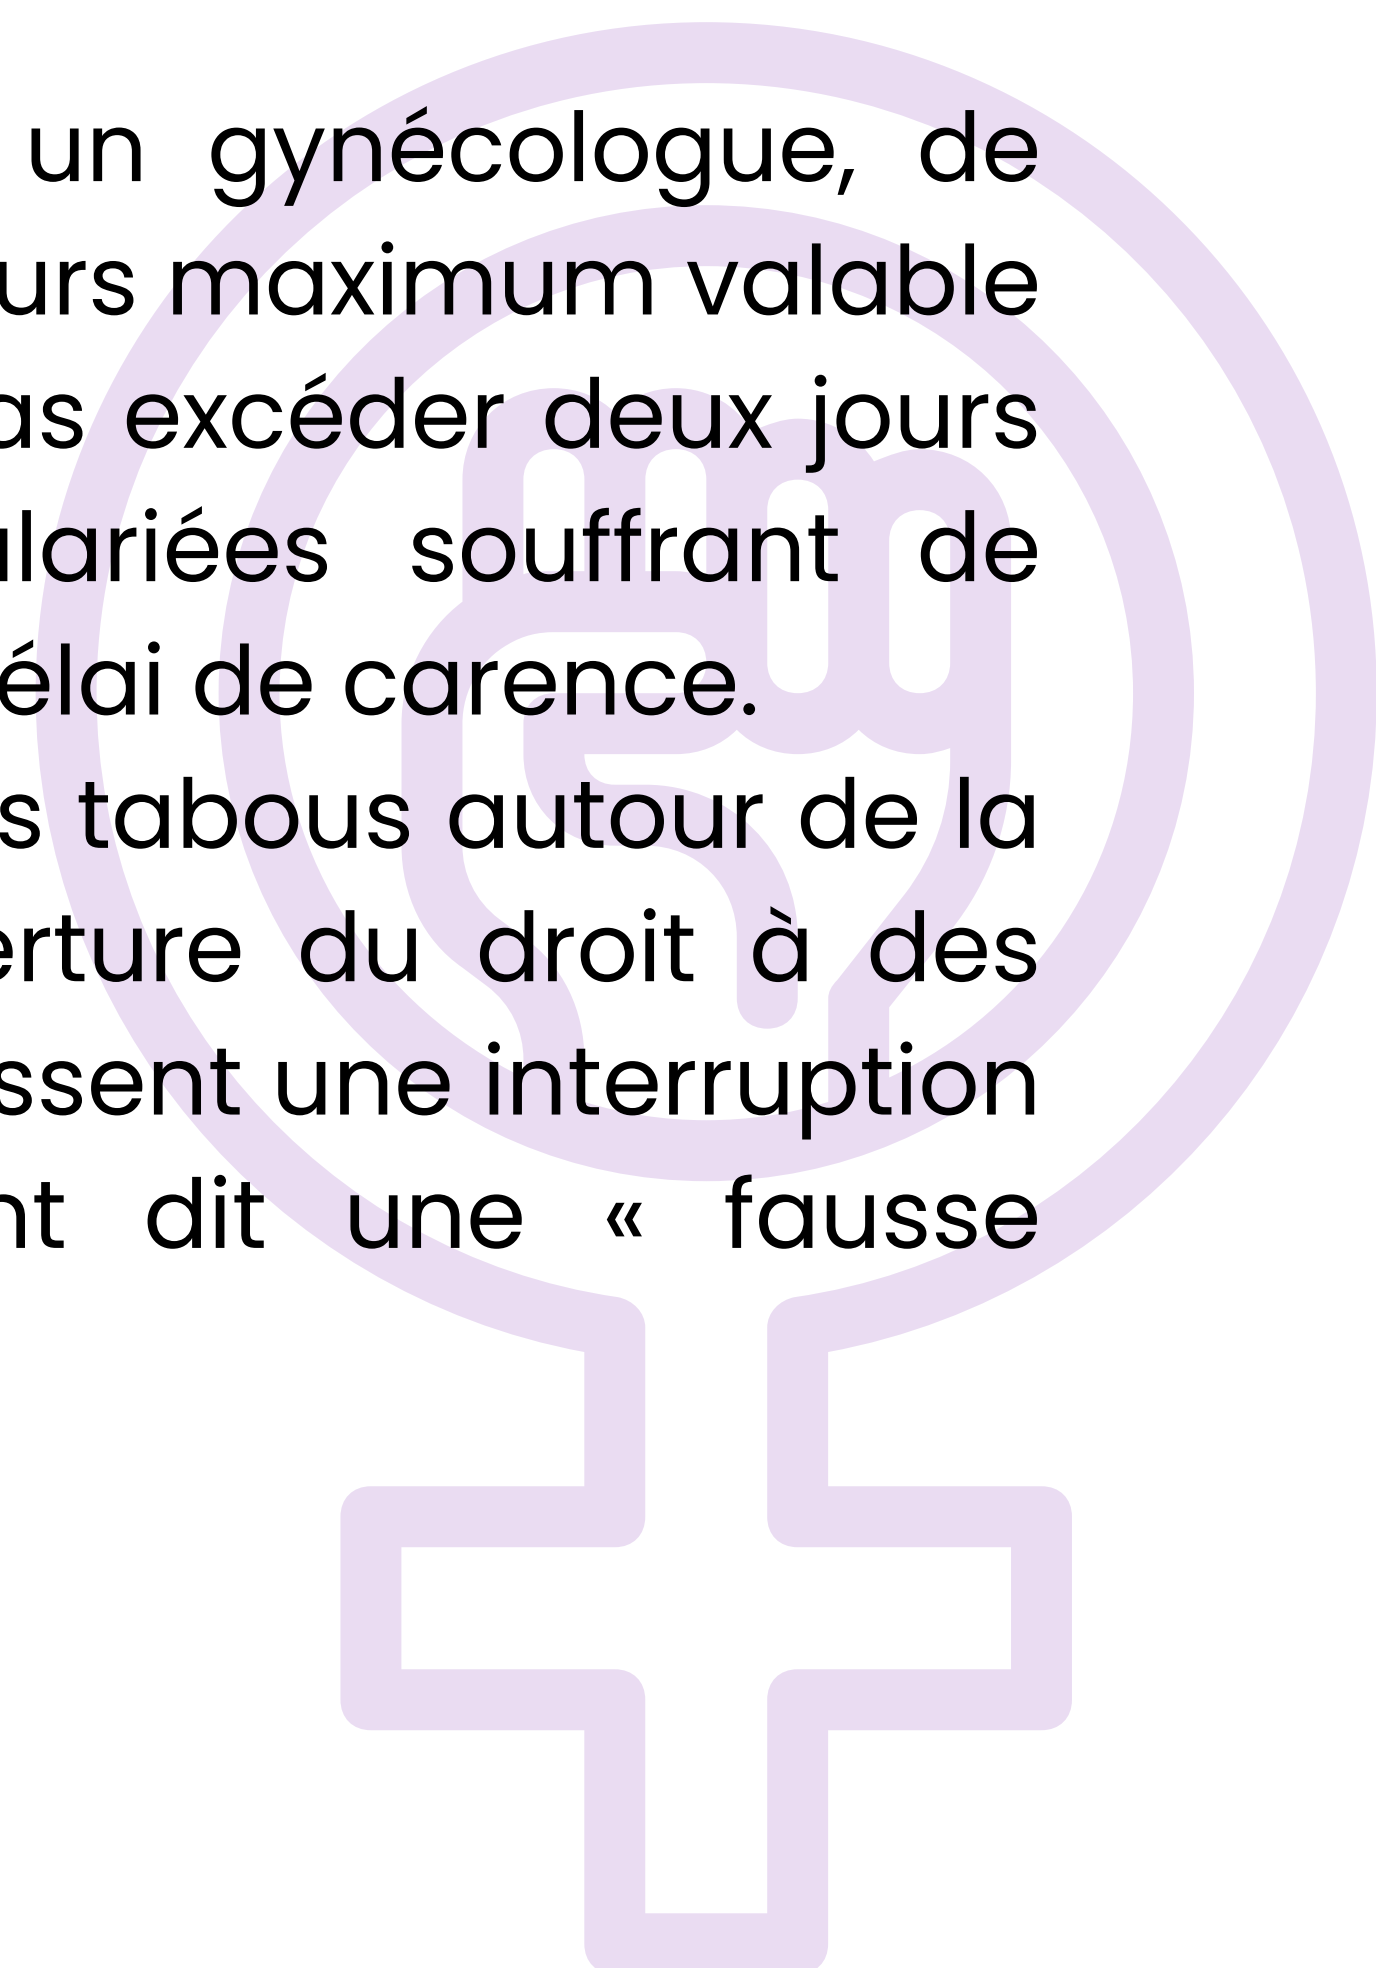 un gynécologue, de
urs maximum valable
as excéder deux jours
lariées souffrant de
élai de carence.
s tabous autour de la
erture du droit à des
ssent une interruption
nt dit une « fausse